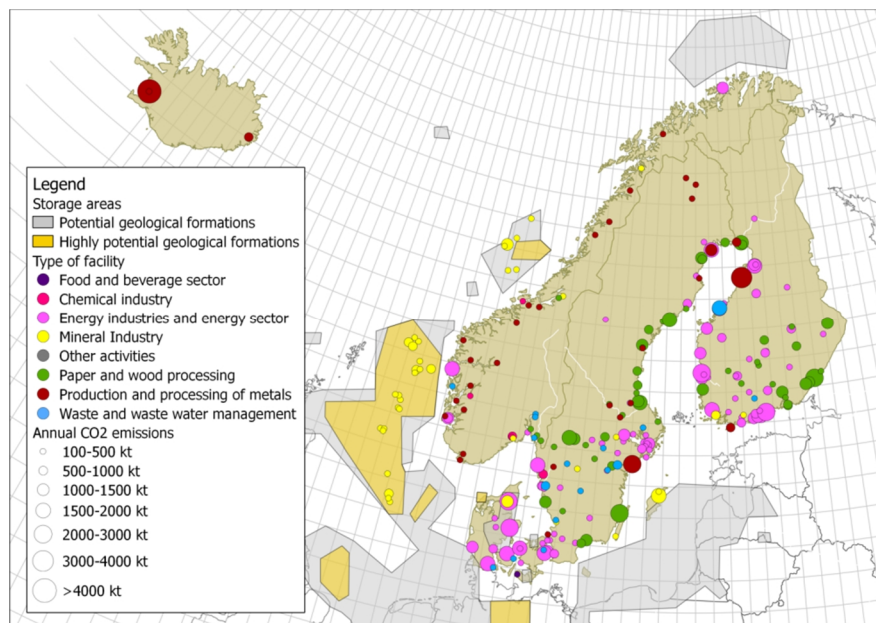 Legend
Storage areas
Potential geological formations
Highly potential geological formations
Type of facility
Food and beverage sector
Chemical industry
Energy industries and energy sector
Mineral Industry
Other activities
Paper and wood processing
Production and processing of metals
Waste and waste water management
Annual CO2 emissions
100-500 kt
500-1000 kt
1000-1500 kt
1500-2000 kt
2000-3000 kt
3000-4000 kt
>4000 kt